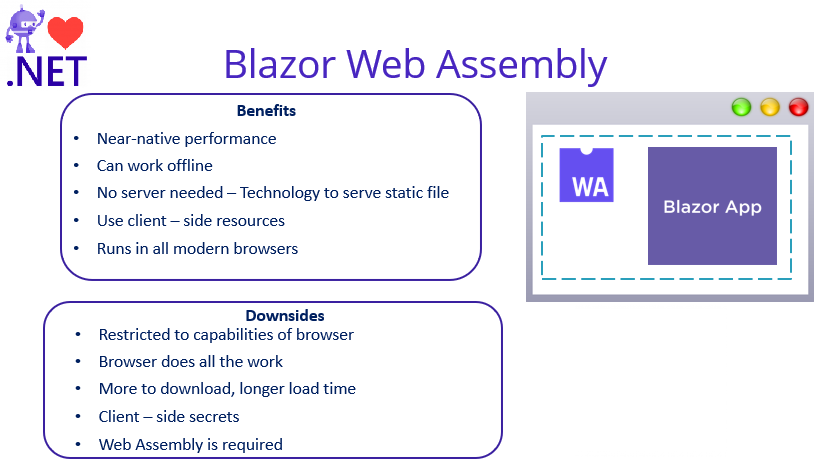 .NET
Blazor Web Assembly
Benefits
• Near-native performance
• Can work offline
• No server needed – Technology to serve static file
• Use client – side resources
• Runs in all modern browsers
WA
Blazor App
Downsides
• Restricted to capabilities of browser
• Browser does all the work
• More to download, longer load time
• Client – side secrets
• Web Assembly is required